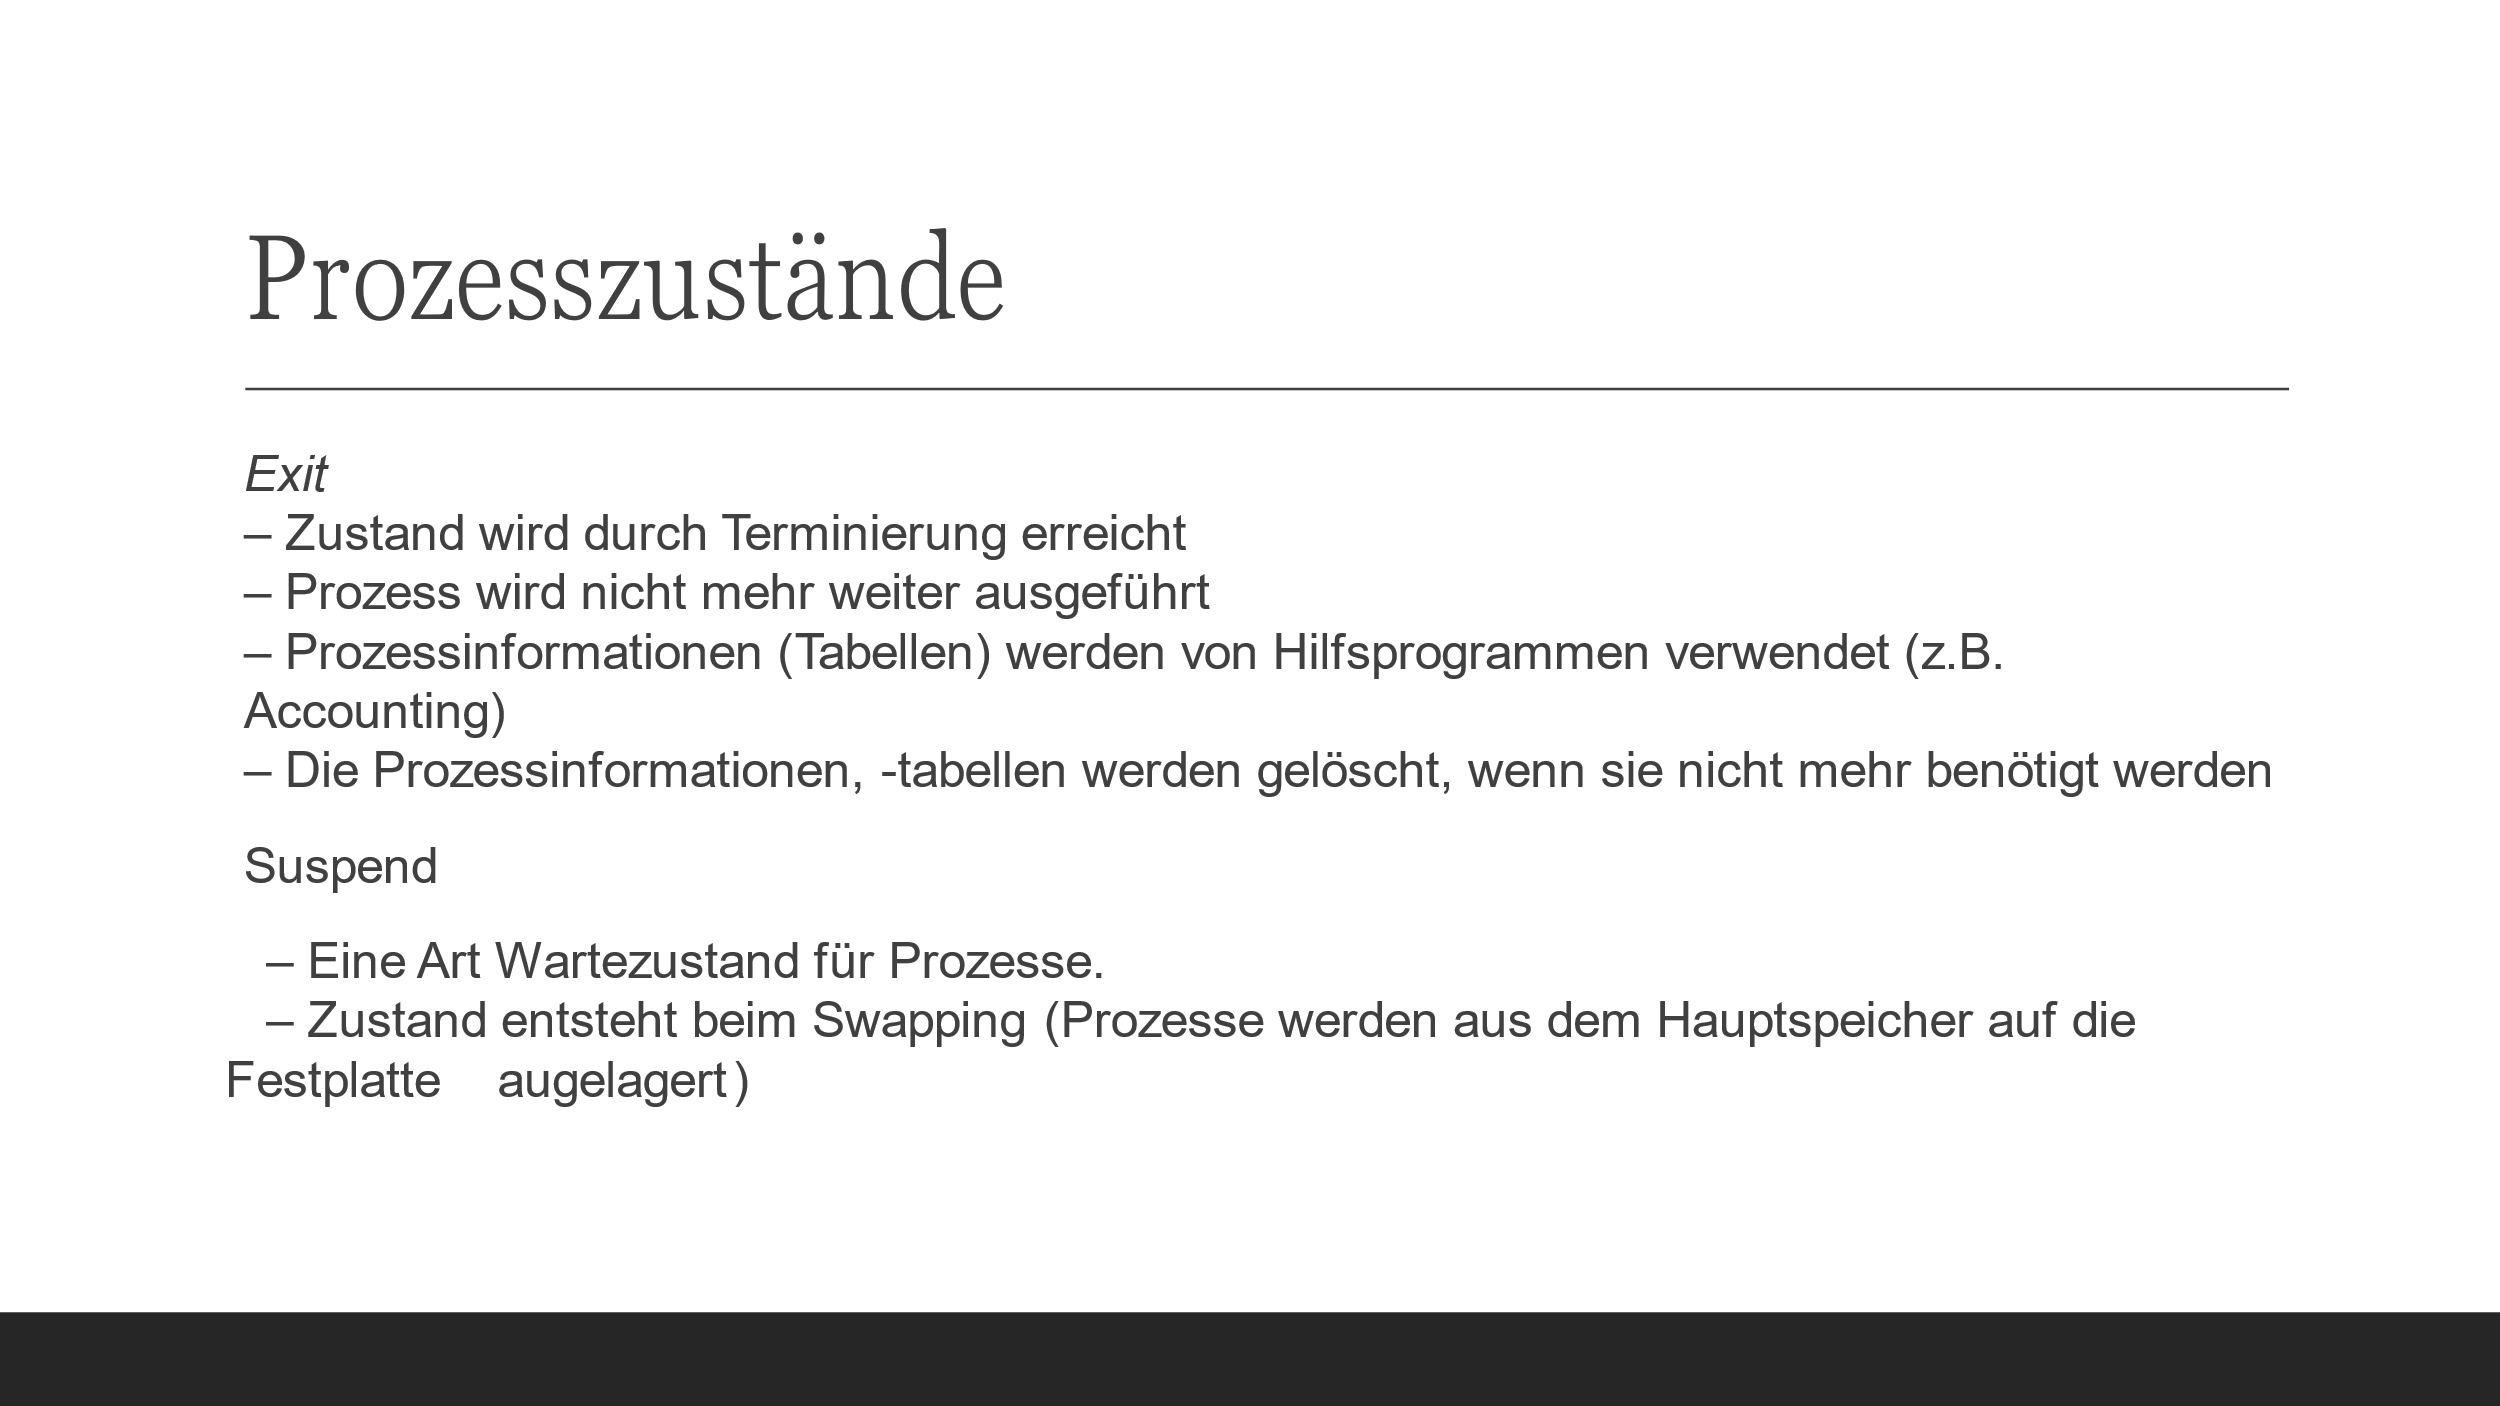 Prozesszustände
Exit
– Zustand wird durch Terminierung erreicht
– Prozess wird nicht mehr weiter ausgeführt
– Prozessinformationen (Tabellen) werden von Hilfsprogrammen verwendet (z.B.
Accounting)
– Die Prozessinformationen, -tabellen werden gelöscht, wenn sie nicht mehr benötigt werden
Suspend
– Eine Art Wartezustand für Prozesse.
– Zustand entsteht beim Swapping (Prozesse werden aus dem Hauptspeicher auf die
Festplatte augelagert)